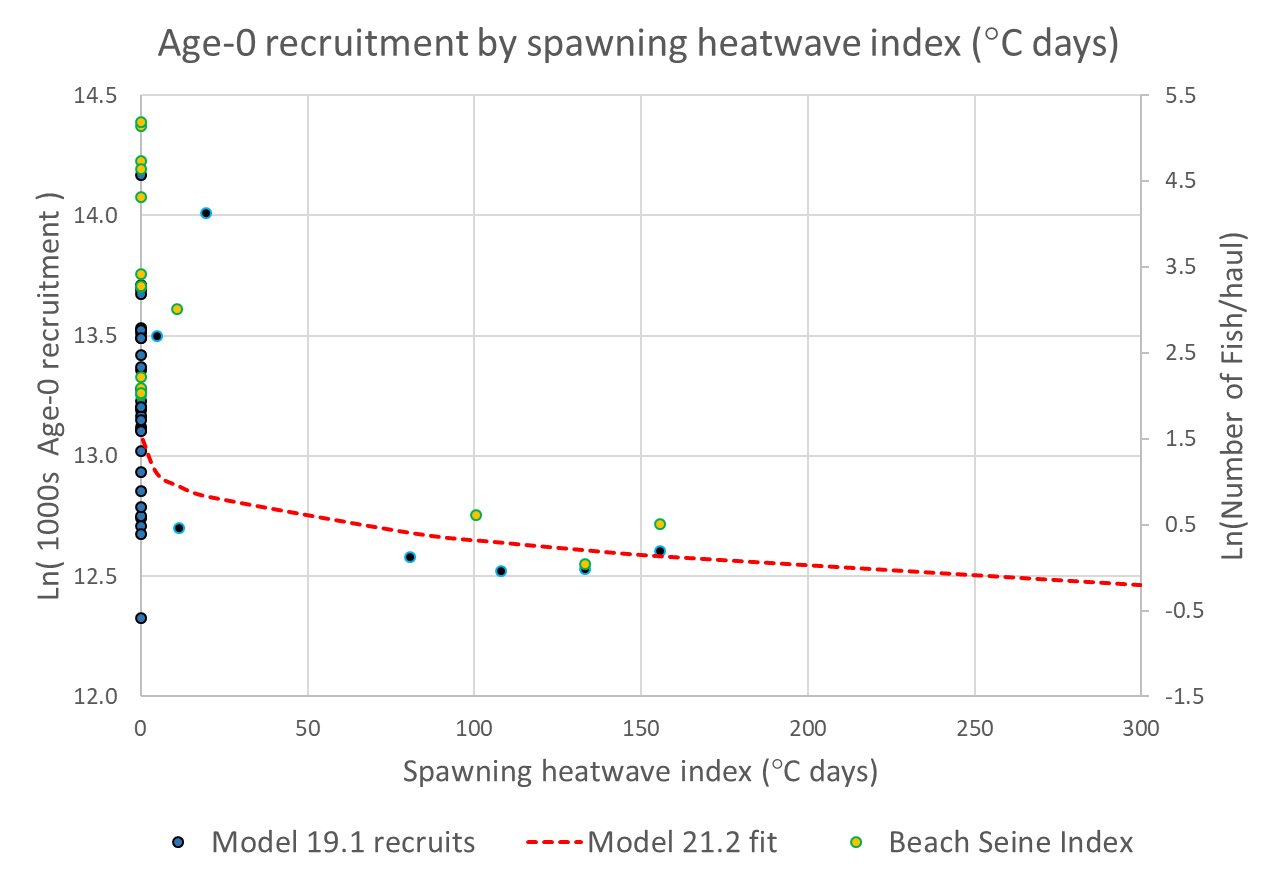 Age-0 recruitment by spawning heatwave index (°C days)
14.5
14.0
13.5
13.0
12.5
12.0
Ln( 1000s Age-0 recruitment )
5.5
4.5
3.5
2.5
1.5
0.5
-0.5
-1.5
Ln(Number of Fish/haul)
0 50 100 150 200 250 300
Spawning heatwave index (°C days)
Model 19.1 recruits Model 21.2 fit Beach Seine Index